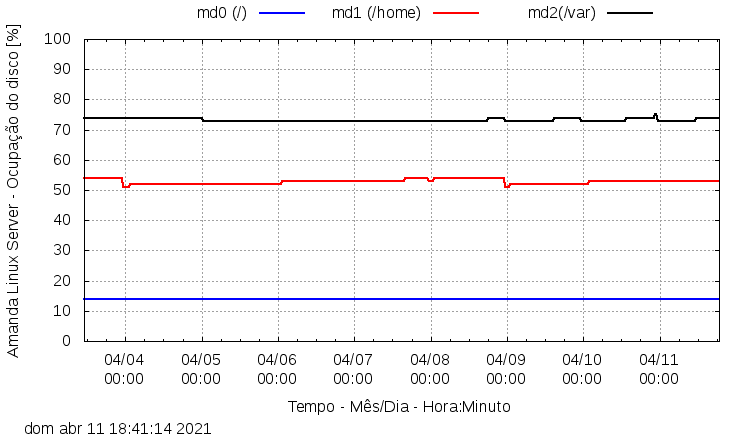 md0 (/) md1 (/home) md2(/var)
Amanda Linux Server - Ocupação do disco [%]
100
90
80
70
60
50
40
30
20
10
0
04/04 04/05 04/06 04/07 04/08 04/09 04/10 04/11
00:00 00:00 00:00 00:00 00:00 00:00 00:00 00:00
Tempo - Mês/Dia - Hora:Minuto
dom abr 11 18:41:14 2021